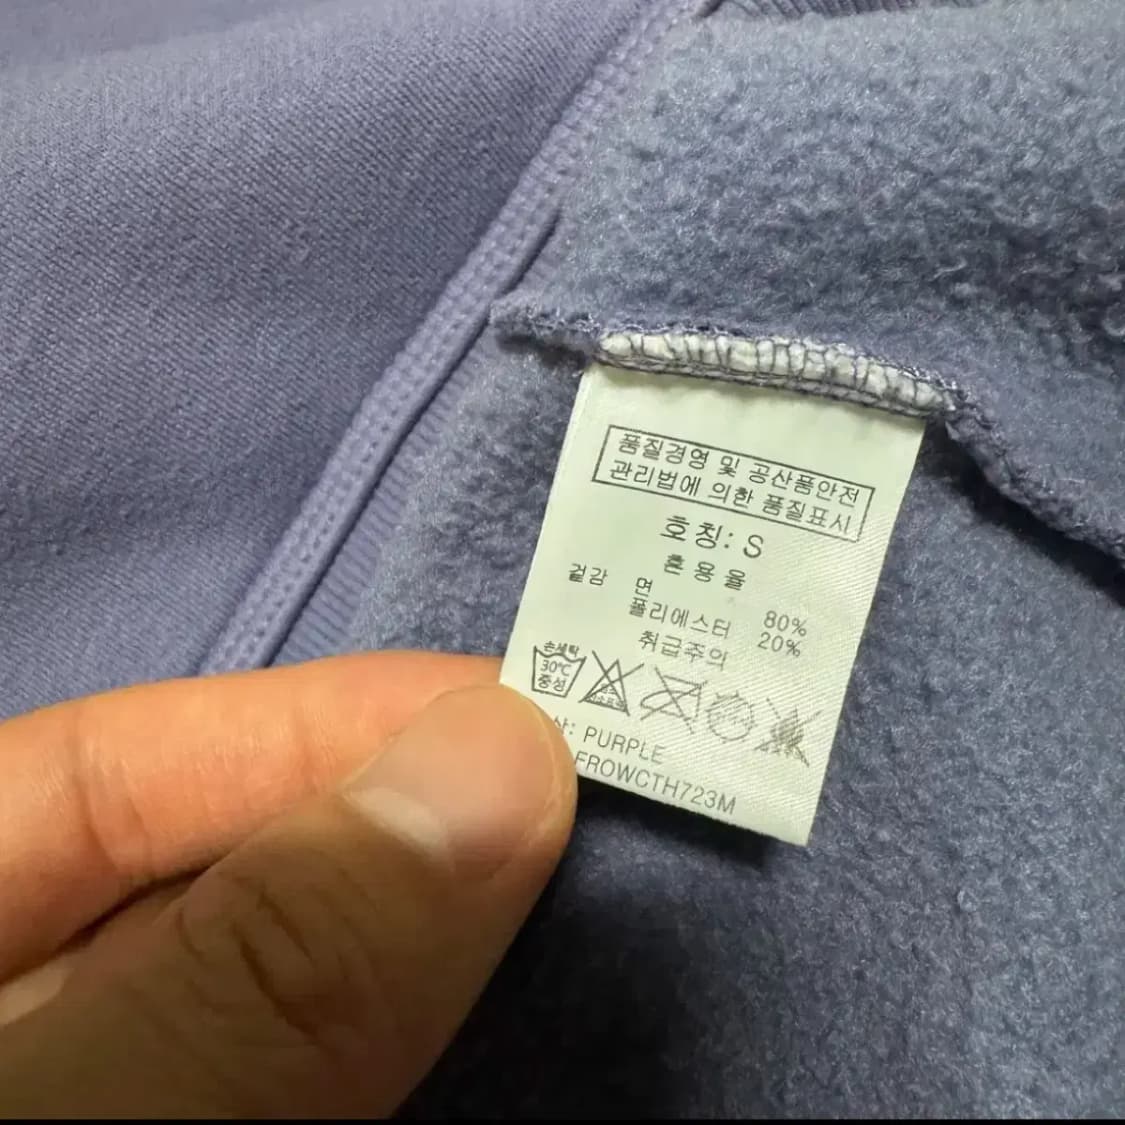 품질경영 및 공산품안전
관리법에 의한 품질표시
호칭: S
혼용율
겉감 면 80%
폴리에스터 20%
취급주의
손세탁
30℃
중성
상: PURPLE
FROWCTH723M